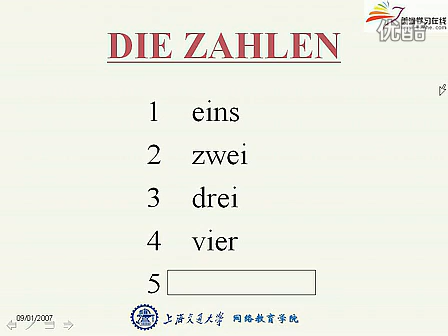 DIE ZAHLEN
1 eins
2 zwei
3 drei
4 vier
5
09/01/2007
上海交通大学 网络教育学院
优酷